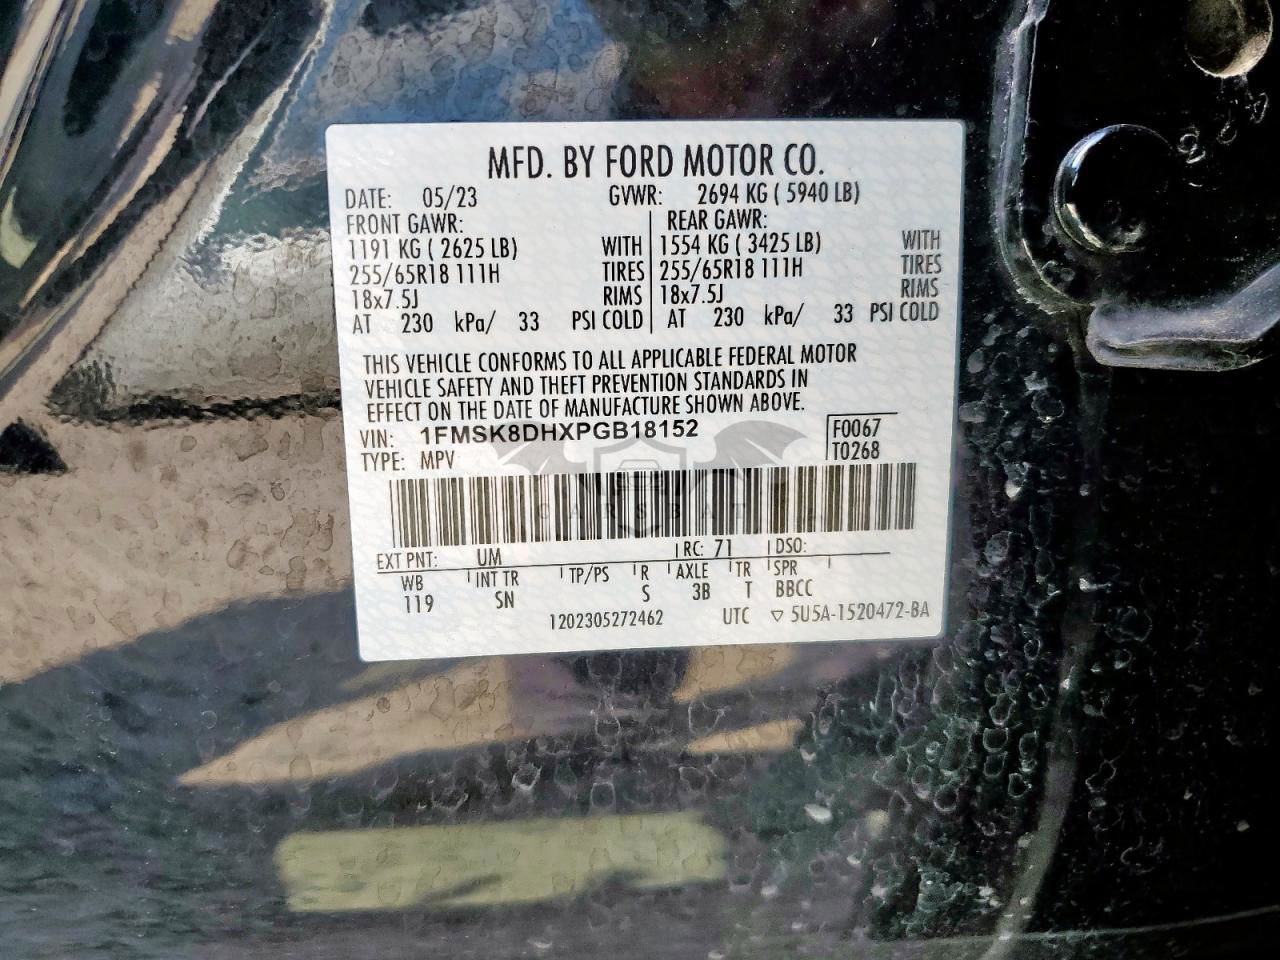 MFD. BY FORD MOTOR CO.
DATE: 05/23 GVWR: 2694 KG ( 5940 LB)
FRONT GAWR: REAR GAWR:
1191 KG ( 2625 LB) WITH 1554 KG ( 3425 LB) WITH
255/65R18 111H TIRES 255/65R18 111H TIRES
18x7.5J RIMS 18x7.5J RIMS
AT 230 kPa/ 33 PSI COLD AT 230 kPa/ 33 PSI COLD
THIS VEHICLE CONFORMS TO ALL APPLICABLE FEDERAL MOTOR
VEHICLE SAFETY AND THEFT PREVENTION STANDARDS IN
EFFECT ON THE DATE OF MANUFACTURE SHOWN ABOVE.
VIN: 1FMSK8DHXPGB18152 F0067
TYPE: MPV T0268
CARSBAT
EXT PNT: UM RC: 71 DSO:
WB INT TR TP/PS R AXLE TR SPR
119 SN S 3B T BBCC
1202305272462 UTC ▽ 5U5A-1520472-BA